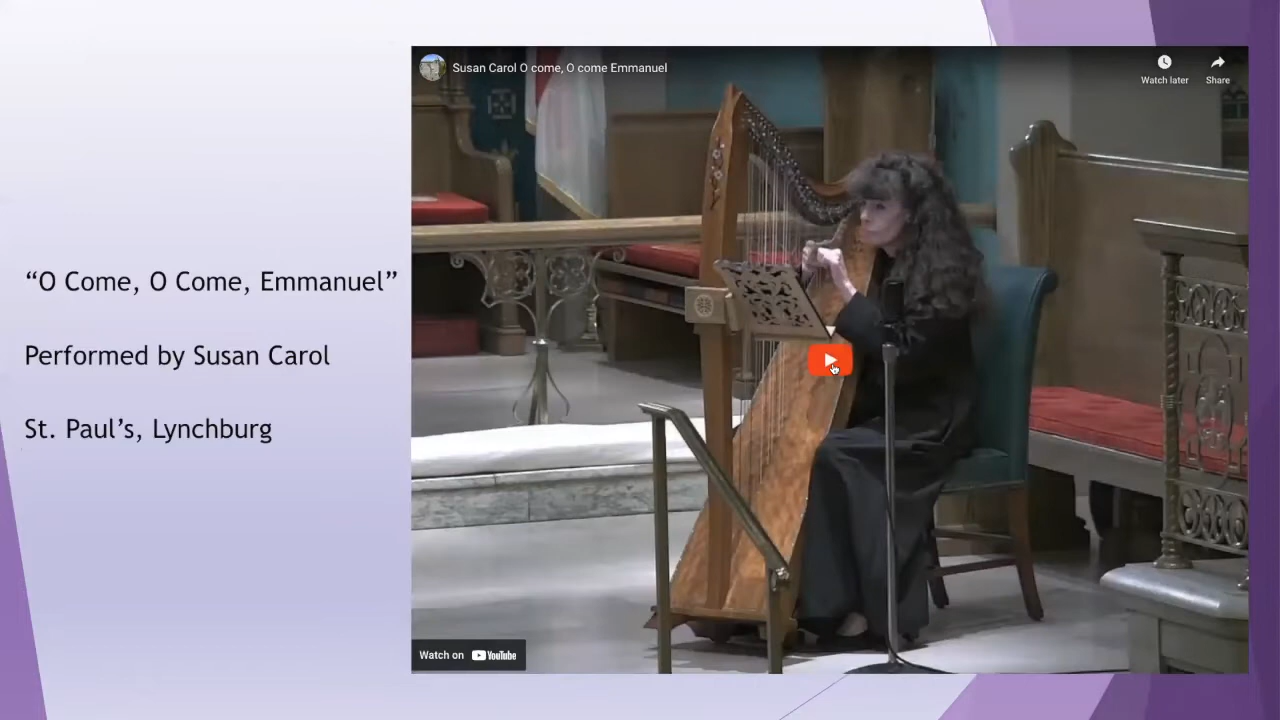 “O Come, O Come, Emmanuel”
Performed by Susan Carol
St. Paul’s, Lynchburg
Susan Carol O come, O come Emmanuel
Watch later
Share
Watch on YouTube